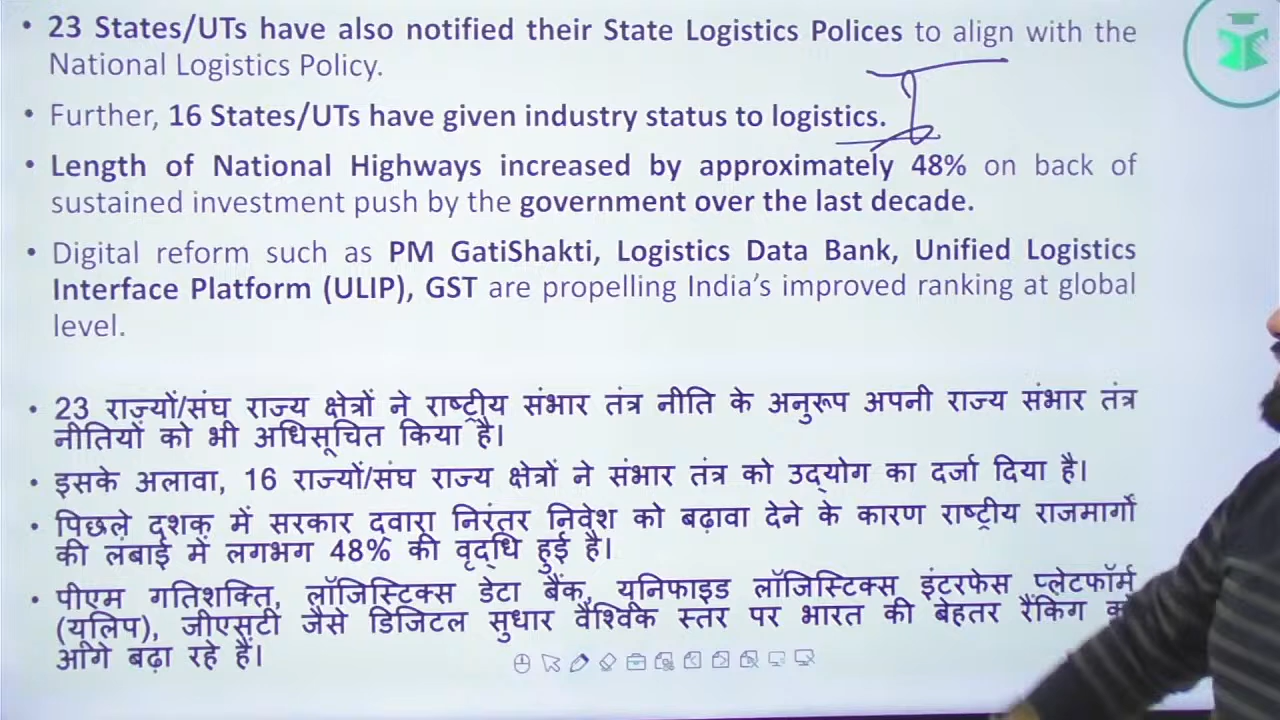 • 23 States/UTs have also notified their State Logistics Polices to align with the
National Logistics Policy.
• Further, 16 States/UTs have given industry status to logistics.
• Length of National Highways increased by approximately 48% on back of
sustained investment push by the government over the last decade.
• Digital reform such as PM GatiShakti, Logistics Data Bank, Unified Logistics
Interface Platform (ULIP), GST are propelling India’s improved ranking at global
level.
• 23 राज्यों/संघ राज्य क्षेत्रों ने राष्ट्रीय संभार तंत्र नीति के अनुरूप अपनी राज्य संभार तंत्र
नीतियों को भी अधिसूचित किया है।
• इसके अलावा, 16 राज्यों/संघ राज्य क्षेत्रों ने संभार तंत्र को उद्योग का दर्जा दिया है।
• पिछले दशक में सरकार द्वारा निरंतर निवेश को बढ़ावा देने के कारण राष्ट्रीय राजमार्गों
की लंबाई में लगभग 48% की वृद्धि हुई है।
• पीएम गतिशक्ति, लॉजिस्टिक्स डेटा बैंक, यूनिफाइड लॉजिस्टिक्स इंटरफेस प्लेटफॉर्म
(यूलिप), जीएसटी जैसे डिजिटल सुधार वैश्विक स्तर पर भारत की बेहतर रैंकिंग
आगे बढ़ा रहे हैं।